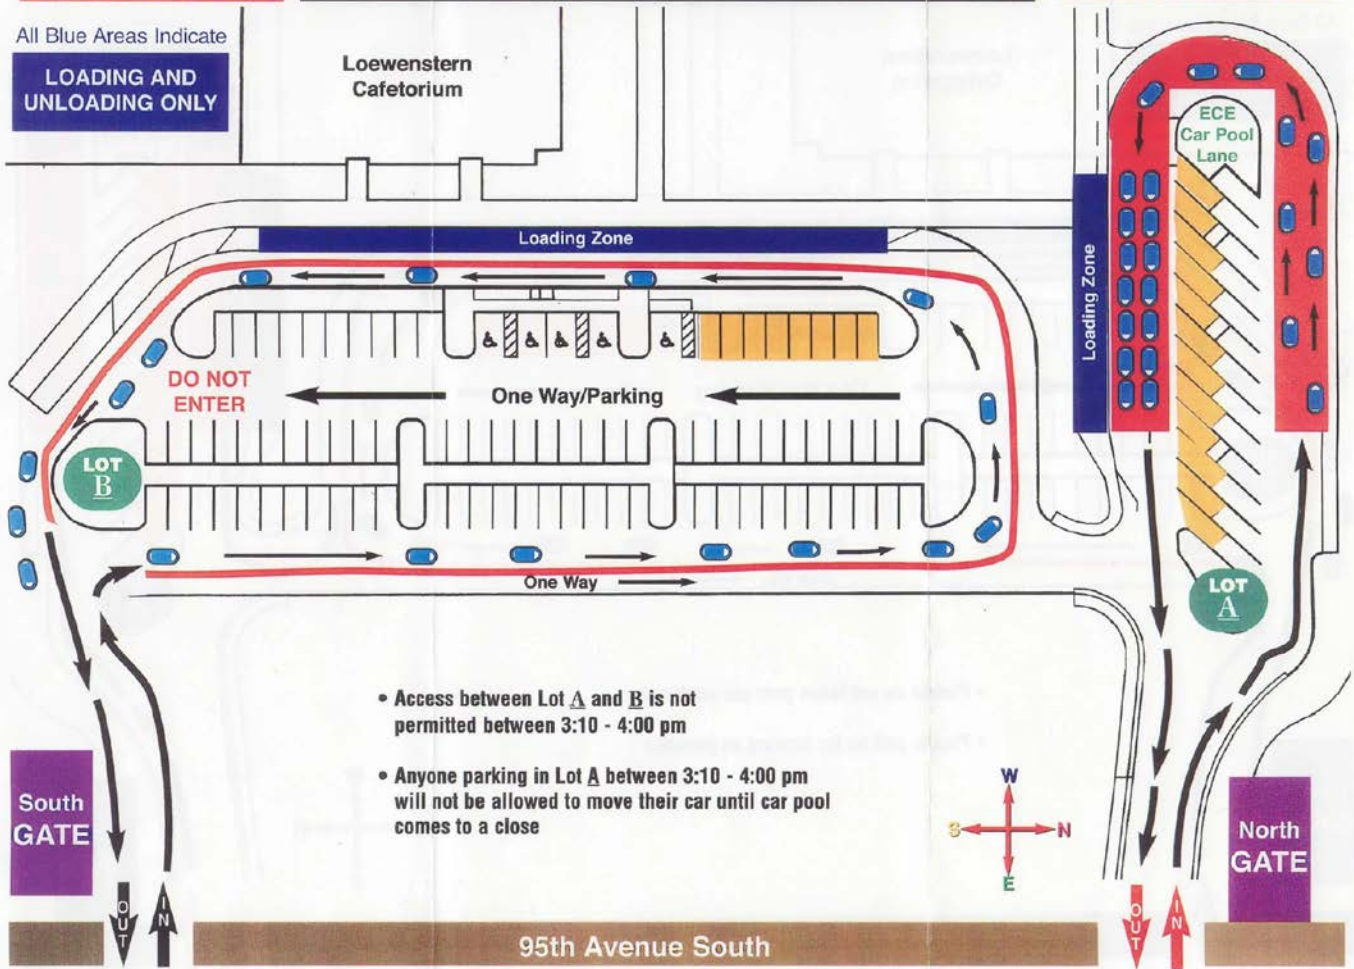 All Blue Areas Indicate
LOADING AND
UNLOADING ONLY
Loewenstern
Cafetorium
ECE
Car Pool
Lane
Loading Zone
Loading Zone
DO NOT
ENTER
One Way/Parking
LOT
B
One Way
LOT
A
• Access between Lot A and B is not
permitted between 3:10 - 4:00 pm
• Anyone parking in Lot A between 3:10 - 4:00 pm
will not be allowed to move their car until car pool
comes to a close
W
S
N
E
South
GATE
North
GATE
OUT
IN
OUT
IN
95th Avenue South